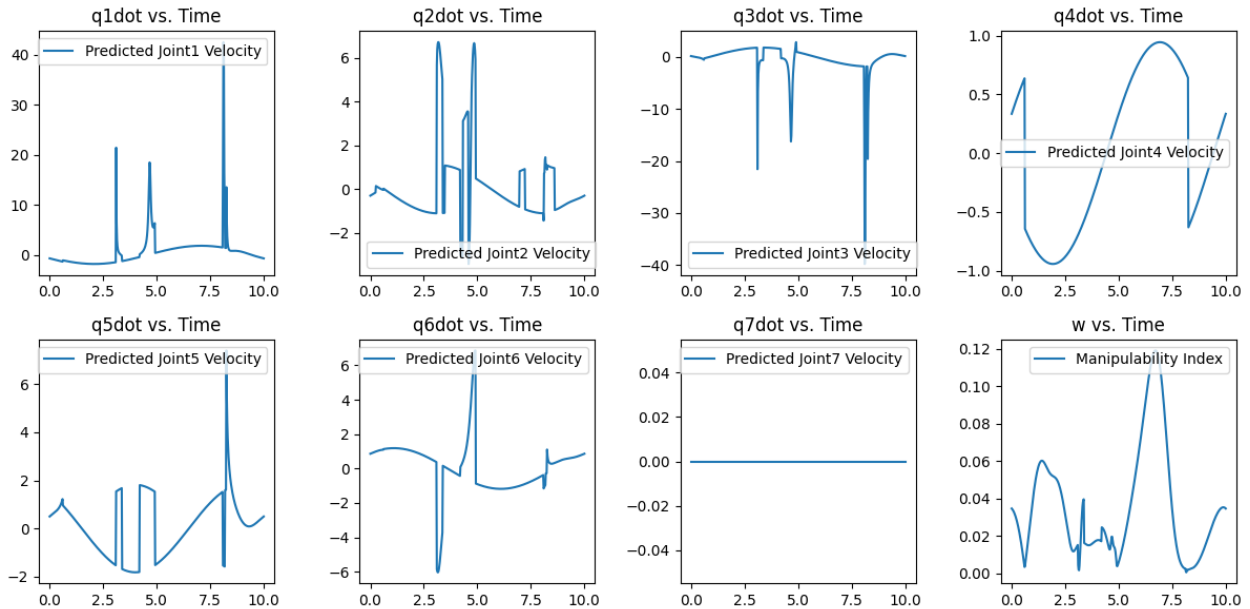 q1dot vs. Time
Predicted Joint1 Velocity
40
30
20
10
0
0.0 2.5 5.0 7.5 10.0
q2dot vs. Time
Predicted Joint2 Velocity
6
4
2
0
−2
0.0 2.5 5.0 7.5 10.0
q3dot vs. Time
Predicted Joint3 Velocity
0
−10
−20
−30
−40
0.0 2.5 5.0 7.5 10.0
q4dot vs. Time
Predicted Joint4 Velocity
1.0
0.5
0.0
−0.5
−1.0
0.0 2.5 5.0 7.5 10.0
q5dot vs. Time
Predicted Joint5 Velocity
6
4
2
0
−2
0.0 2.5 5.0 7.5 10.0
q6dot vs. Time
Predicted Joint6 Velocity
6
4
2
0
−2
−4
−6
0.0 2.5 5.0 7.5 10.0
q7dot vs. Time
Predicted Joint7 Velocity
0.04
0.02
0.00
−0.02
−0.04
0.0 2.5 5.0 7.5 10.0
w vs. Time
Manipulability Index
0.12
0.10
0.08
0.06
0.04
0.02
0.00
0.0 2.5 5.0 7.5 10.0